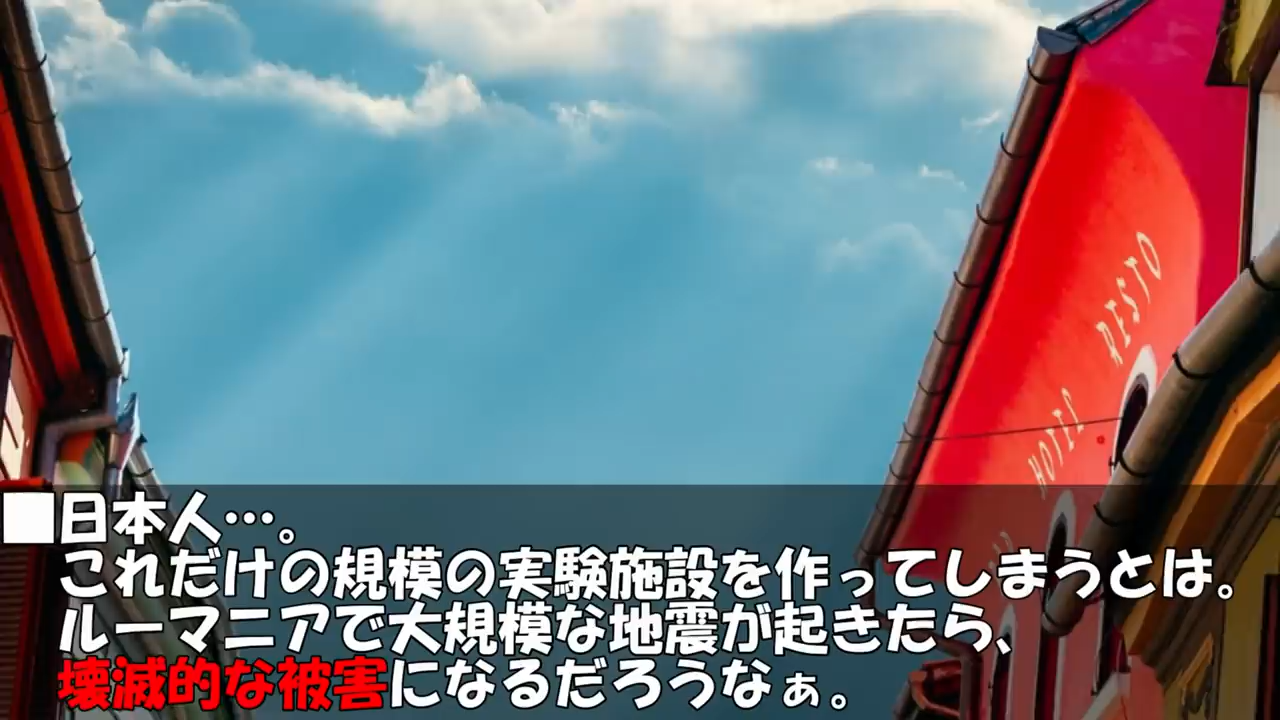 RESTO
HOTEL
■日本人…。
これだけの規模の実験施設を作ってしまうとは。
ルーマニアで大規模な地震が起きたら、
壊滅的な被害になるだろうなぁ。